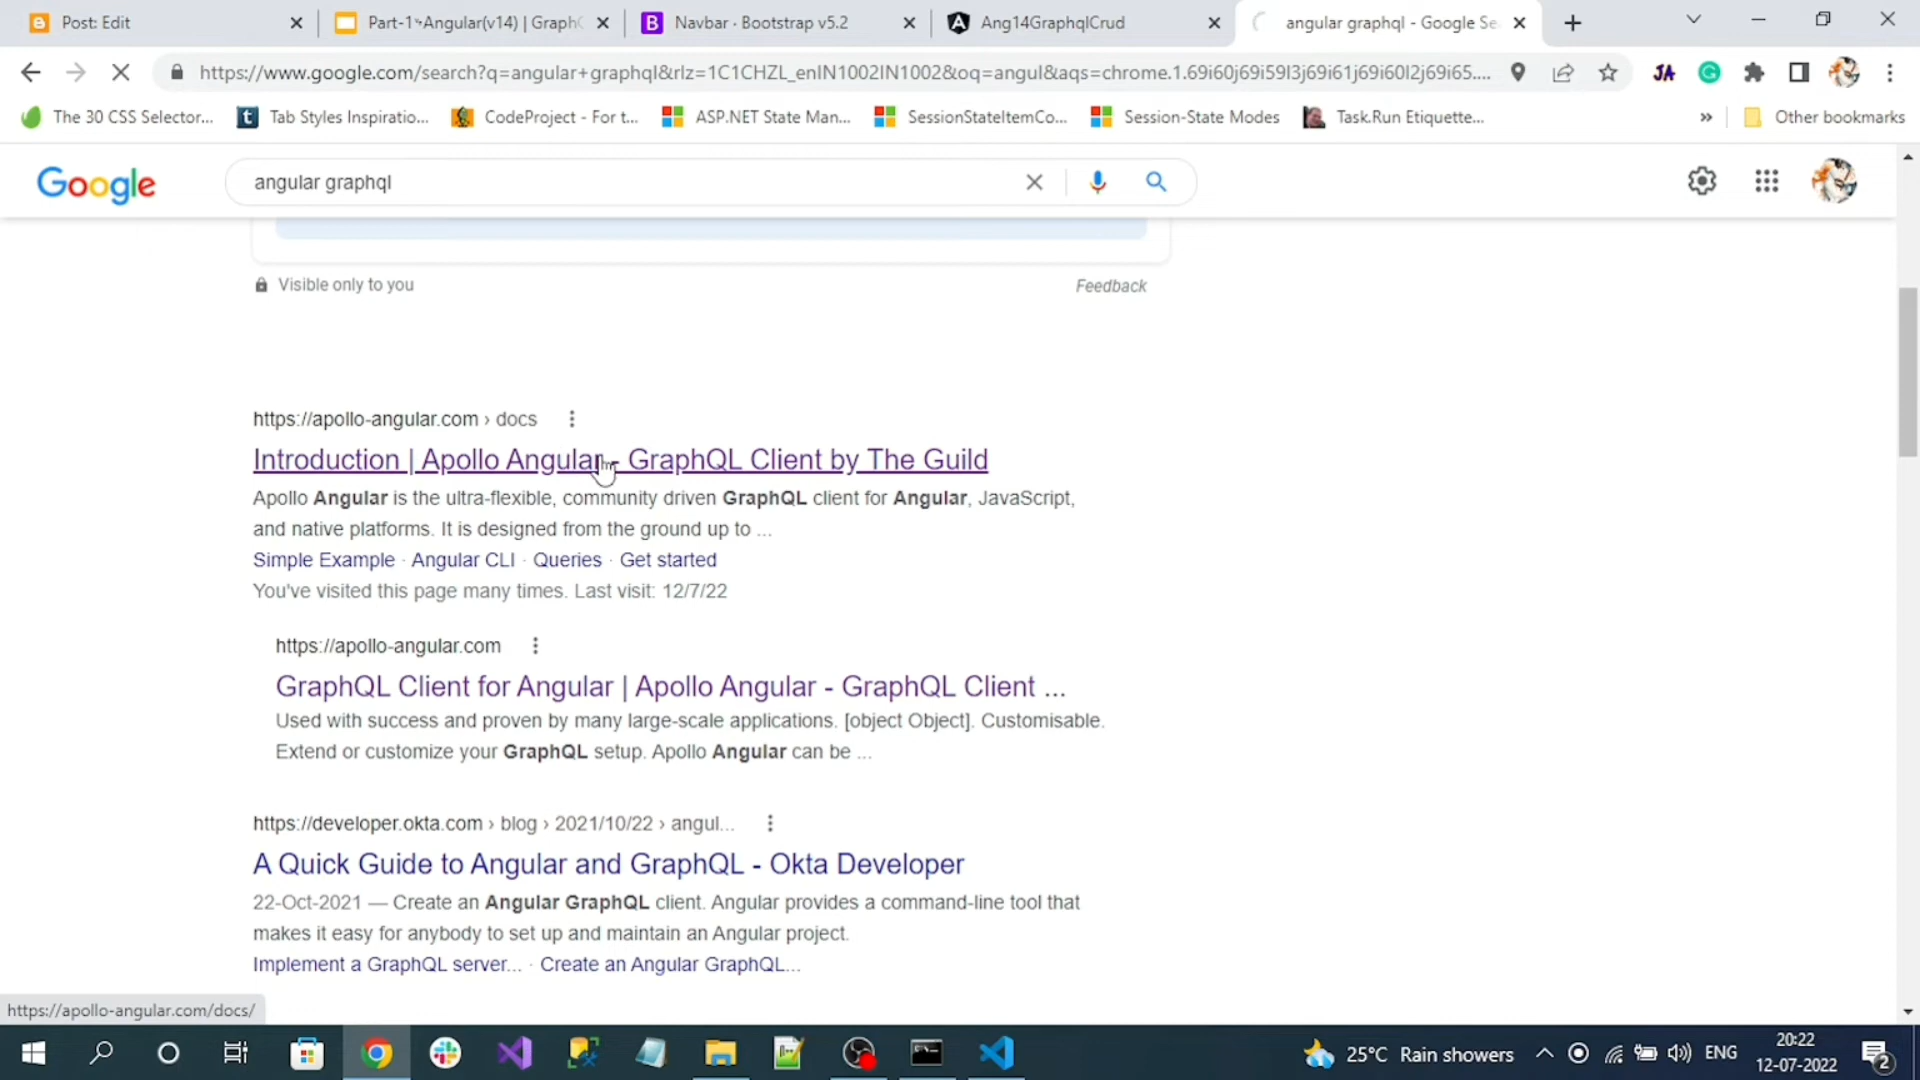 Post: Edit
Part-1
Angular(v14) | Graph
Navbar · Bootstrap v5.2
Ang14GraphqlCrud
angular graphql - Google Se
https://www.google.com/search?q=angular+graphql&rlz=1C1CHZL_enIN1002IN1002&oq=angul&aqs=chrome.1.69i60j69i59l3j69i61j69i60l2j69i65....
JA
The 30 CSS Selector...
Tab Styles Inspiratio...
CodeProject - For t...
ASP.NET State Man...
SessionStateItemCo...
Session-State Modes
Task.Run Etiquette...
»
Other bookmarks
Google
angular graphql
Visible only to you
Feedback
https://apollo-angular.com › docs
Introduction | Apollo Angular - GraphQL Client by The Guild
Apollo Angular is the ultra-flexible, community driven GraphQL client for Angular, JavaScript,
and native platforms. It is designed from the ground up to ...
Simple Example · Angular CLI · Queries · Get started
You've visited this page many times. Last visit: 12/7/22
https://apollo-angular.com
GraphQL Client for Angular | Apollo Angular - GraphQL Client ...
Used with success and proven by many large-scale applications. [object Object]. Customisable.
Extend or customize your GraphQL setup. Apollo Angular can be ...
https://developer.okta.com › blog › 2021/10/22 › angul...
A Quick Guide to Angular and GraphQL - Okta Developer
22-Oct-2021 — Create an Angular GraphQL client. Angular provides a command-line tool that
makes it easy for anybody to set up and maintain an Angular project.
Implement a GraphQL server... · Create an Angular GraphQL...
https://apollo-angular.com/docs/
25°C Rain showers
ENG
20:22
12-07-2022
2